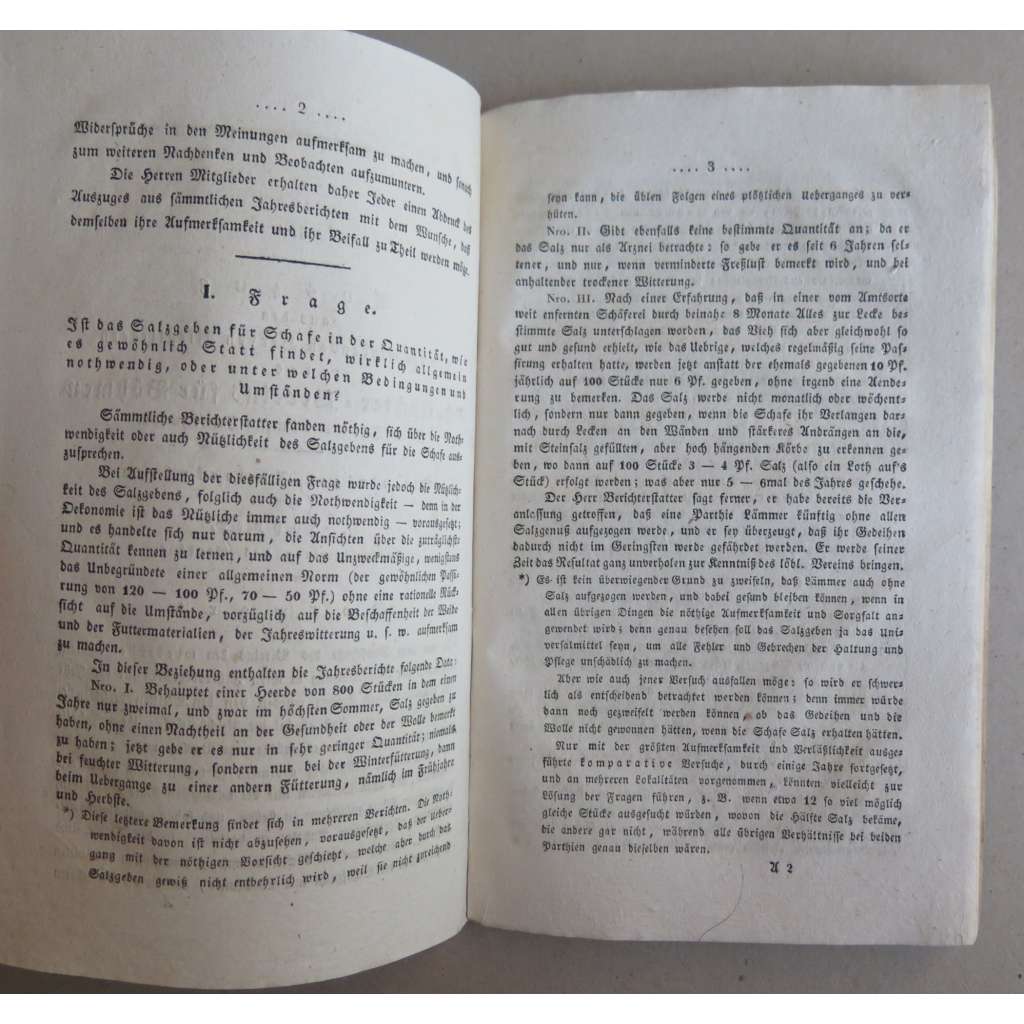 .... 2 ....
Widersprüche in den Meinungen aufmerksam zu machen, und sonach
zum weiteren Nachdenken und Beobachten aufzumuntern.
Die Herren Mitglieder erhalten daher Jeder einen Abdruck des
Auszuges aus sämmtlichen Jahresberichten mit dem Wunsche, daß
demselben ihre Aufmerksamkeit und ihr Beifall zu Theil werden möge.
I. Frage.
Ist das Salzgeben für Schafe in der Quantität, wie
es gewöhnlich Statt findet, wirklich allgemein
nothwendig, oder unter welchen Bedingungen und
Umständen?
Sämmtliche Berichterstatter fanden nöthig, sich über die Noth-
wendigkeit oder auch Nützlichkeit des Salzgebens für die Schafe aus-
zusprechen.
Bei Aufstellung der diesfälligen Frage wurde jedoch die Nützlich-
keit des Salzgebens, folglich auch die Nothwendigkeit — denn in der
Oekonomie ist das Nützliche immer auch nothwendig — vorausgesetzt;
und es handelte sich nur darum, die Ansichten über die zuträglichste
Quantität kennen zu lernen, und auf das Unzweckmäßige, wenigstens
das Unbegründete einer allgemeinen Norm (der gewöhnlichen Passi-
rung von 120 — 100 Pf., 70 — 50 Pf.) ohne eine rationelle Rück-
sicht auf die Umstände, vorzüglich auf die Beschaffenheit der Weide
und der Futtermaterialien, der Jahreswitterung u. s. w. aufmerksam
zu machen.
In dieser Beziehung enthalten die Jahresberichte folgende Data:
Nro. I. Behauptet einer Heerde von 800 Stücken in dem einen
Jahre nur zweimal, und zwar im höchsten Sommer, Salz gegeben zu
haben, ohne einen Nachtheil an der Gesundheit oder der Wolle bemerkt
zu haben; jetzt gebe er es nur in sehr geringer Quantität; niemals
bei feuchter Witterung, sondern nur bei der Winterfütterung, dann
beim Uebergange zu einer andern Fütterung, nämlich im Frühjahre
und Herbste.
*) Diese letztere Bemerkung findet sich in mehreren Berichten. Die Noth-
wendigkeit davon ist nicht abzusehen, vorausgesetzt, daß der Ueber-
gang mit der nöthigen Vorsicht geschieht, welche aber durch das
Salzgeben gewiß nicht entbehrlich wird, weil sie nicht zureichend
.... 3 ....
seyn kann, die üblen Folgen eines plötzlichen Ueberganges zu ver-
hüten.
Nro. II. Gibt ebenfalls keine bestimmte Quantität an; da er
das Salz nur als Arznei betrachte: so gebe er es seit 6 Jahren sel-
tener, und nur, wenn verminderte Freßlust bemerkt wird, und bei
anhaltender trockener Witterung.
Nro. III. Nach einer Erfahrung, daß in einer vom Amtsorte
weit enfernten Schäferei durch beinahe 8 Monate Alles zur Lecke be-
stimmte Salz unterschlagen worden, das Vieh sich aber gleichwohl so
gut und gesund erhielt, wie das Uebrige, welches regelmäßig seine Pas-
sirung erhalten hatte, werden jetzt anstatt der ehemals gegebenen 10 Pf.
jährlich auf 100 Stücke nur 6 Pf. gegeben, ohne irgend eine Aende-
rung zu bemerken. Das Salz werde nicht monatlich oder wöchent-
lich, sondern nur dann gegeben, wenn die Schafe ihr Verlangen dar-
nach durch Lecken an den Wänden und stärkeres Andrängen an die,
mit Steinsalz gefüllten, aber hoch hängenden Körbe zu erkennen ge-
ben, wo dann auf 100 Stücke 3 — 4 Pf. Salz (also ein Loth auf's
Stück) erfolgt werden; was aber nur 5 — 6mal des Jahres geschehe.
Der Herr Berichterstatter sagt ferner, er habe bereits die Ver-
anlassung getroffen, daß eine Parthie Lämmer künftig ohne allen
Salzgenuß aufgezogen werde, und er sey überzeugt, daß ihr Gedeihen
dadurch nicht im Geringsten werde gefährdet werden. Er werde seiner
Zeit das Resultat ganz unverholen zur Kenntniß des löbl. Vereins bringen.
*) Es ist kein überwiegender Grund zu zweifeln, daß Lämmer auch ohne
Salz aufgezogen werden, und dabei gesund bleiben können, wenn in
allen übrigen Dingen die nöthige Aufmerksamkeit und Sorgfalt an-
gewendet wird; denn genau besehen soll das Salzgeben ja das Uni-
versalmittel seyn, um alle Fehler und Gebrechen der Haltung und
Pflege unschädlich zu machen.
Aber wie auch jener Versuch ausfallen möge: so wird er schwer-
lich als entscheidend betrachtet werden können; denn immer würde
dann noch gezweifelt werden können, ob das Gedeihen und die
Wolle nicht gewonnen hätten, wenn die Schafe Salz erhalten hätten.
Nur mit der größten Aufmerksamkeit und Verläßlichkeit ausge-
führte komparative Versuche, durch einige Jahre fortgesetzt,
und an mehreren Lokalitäten vorgenommen, könnten vielleicht zur
Lösung der Fragen führen, z. B. wenn etwa 12 so viel möglich
gleiche Stücke ausgesucht würden, wovon die Hälfte Salz bekäme,
die andere gar nicht, während alle übrigen Verhältnisse bei beiden
Parthien genau dieselben wären.
A 2